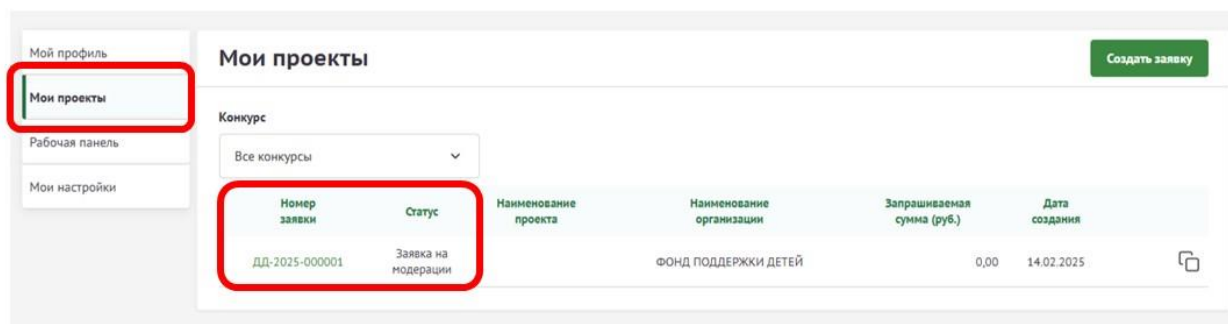 Мой профиль
Мои проекты
Рабочая панель
Мои настройки
Мои проекты
Создать заявку
Конкурс
Все конкурсы
Номер заявки
Статус
Наименование проекта
Наименование организации
Запрашиваемая сумма (руб.)
Дата создания
ДД-2025-000001
Заявка на модерации
ФОНД ПОДДЕРЖКИ ДЕТЕЙ
0,00
14.02.2025